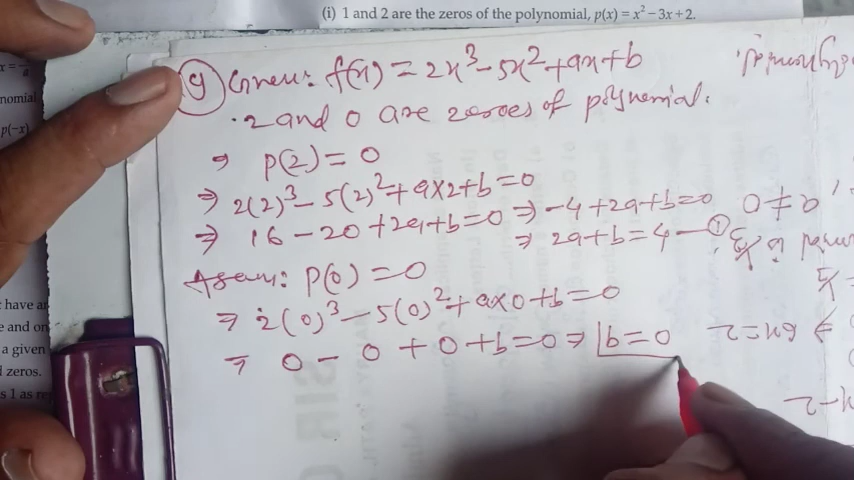 (i) 1 and 2 are the zeros of the polynomial, p(x) = x² − 3x + 2.
(9) Given: f(x) = 2x³ − 5x² + ax + b
2 and 0 are zeroes of polynomial.
⇒ p(2) = 0
⇒ 2(2)³ − 5(2)² + a×2 + b = 0
⇒ 16 − 20 + 2a + b = 0 ⇒ −4 + 2a + b = 0
⇒ 2a + b = 4 — ①
Again: p(0) = 0
⇒ 2(0)³ − 5(0)² + a×0 + b = 0
⇒ 0 − 0 + 0 + b = 0 ⇒ b = 0
nomial
p(−x)
have a
e and on
a given
zeros.
s 1 as
a ≠ 0